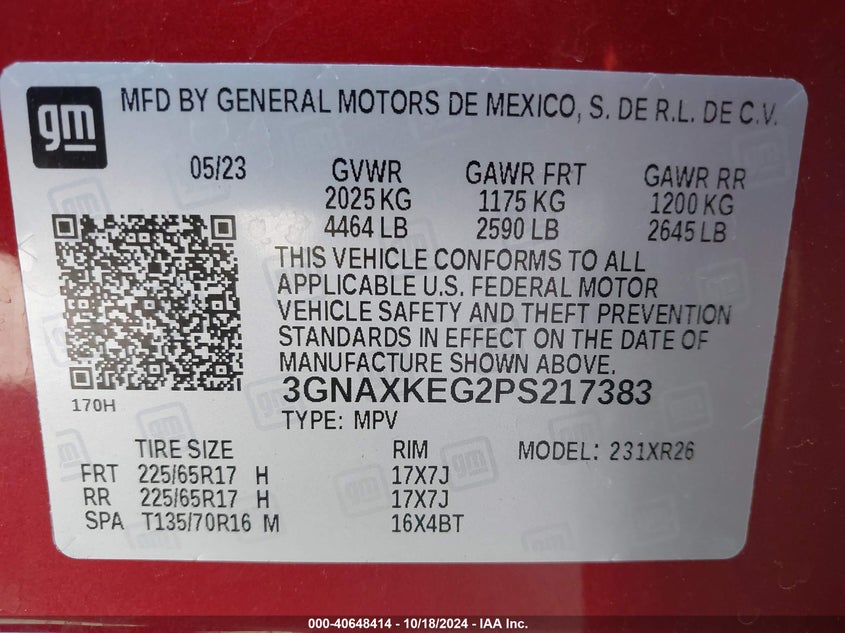 gm
MFD BY GENERAL MOTORS DE MEXICO, S. DE R.L. DE C.V.
05/23 GVWR GAWR FRT GAWR RR
2025 KG 1175 KG 1200 KG
4464 LB 2590 LB 2645 LB
THIS VEHICLE CONFORMS TO ALL
APPLICABLE U.S. FEDERAL MOTOR
VEHICLE SAFETY AND THEFT PREVENTION
STANDARDS IN EFFECT ON THE DATE OF
MANUFACTURE SHOWN ABOVE.
3GNAXKEG2PS217383
170H
TYPE: MPV
TIRE SIZE RIM MODEL: 231XR26
FRT 225/65R17 H 17X7J
RR 225/65R17 H 17X7J
SPA T135/70R16 M 16X4BT
000-40648414 - 10/18/2024 - IAA Inc.